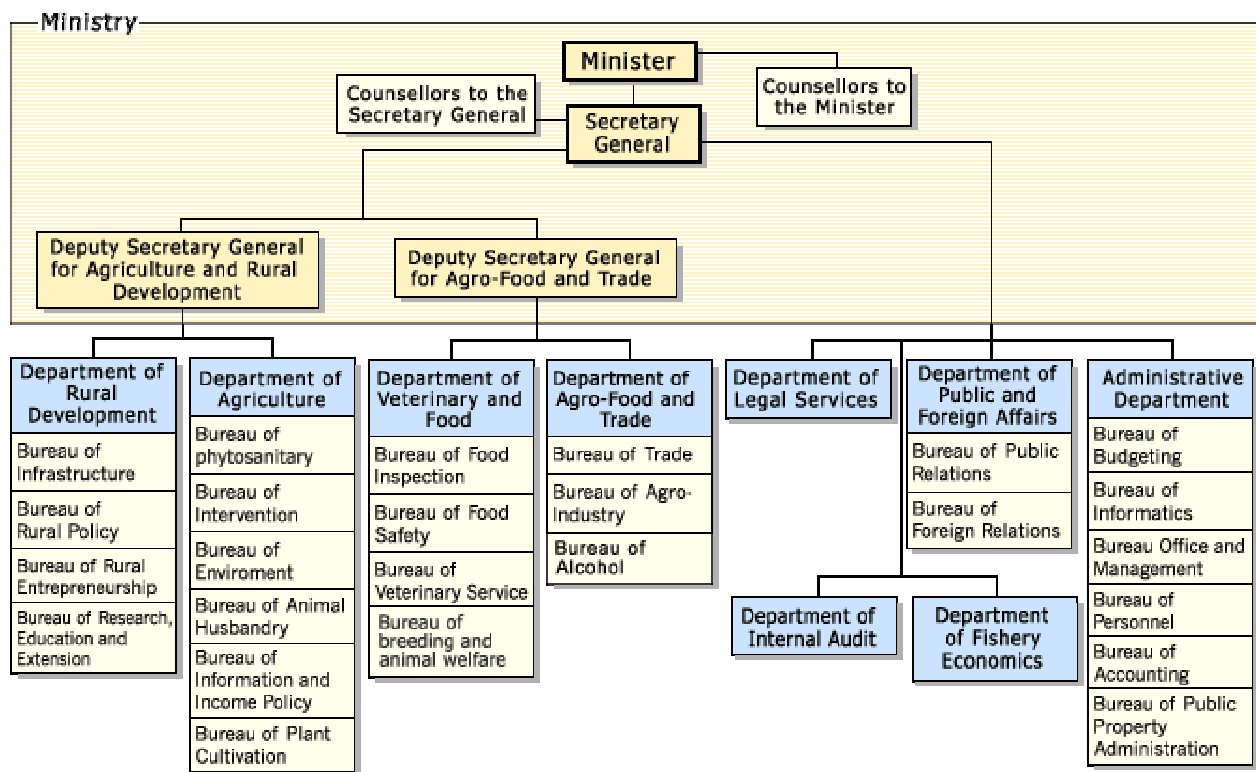 Ministry
Minister
Counsellors to
the Minister
Counsellors to the
Secretary General
Secretary
General
Deputy Secretary General
for Agriculture and Rural
Development
Deputy Secretary General
for Agro-Food and Trade
Department of
Rural
Development
Bureau of
Infrastructure
Bureau of
Rural Policy
Bureau of Rural
Entrepreneurship
Bureau of Research,
Education and
Extension
Department of
Agriculture
Bureau of
phytosanitary
Bureau of
Intervention
Bureau of
Enviroment
Bureau of Animal
Husbandry
Bureau of
Information and
Income Policy
Bureau of Plant
Cultivation
Department of
Veterinary and
Food
Bureau of Food
Inspection
Bureau of Food
Safety
Bureau of
Veterinary Service
Bureau of
breeding and
animal welfare
Department of
Agro-Food and
Trade
Bureau of Trade
Bureau of Agro-
Industry
Bureau of
Alcohol
Department of
Legal Services
Department of
Public and
Foreign Affairs
Bureau of Public
Relations
Bureau of
Foreign Relations
Department of
Internal Audit
Department
of Fishery
Economics
Administrative
Department
Bureau of
Budgeting
Bureau of
Informatics
Bureau Office and
Management
Bureau of
Personnel
Bureau of
Accounting
Bureau of Public
Property
Administration